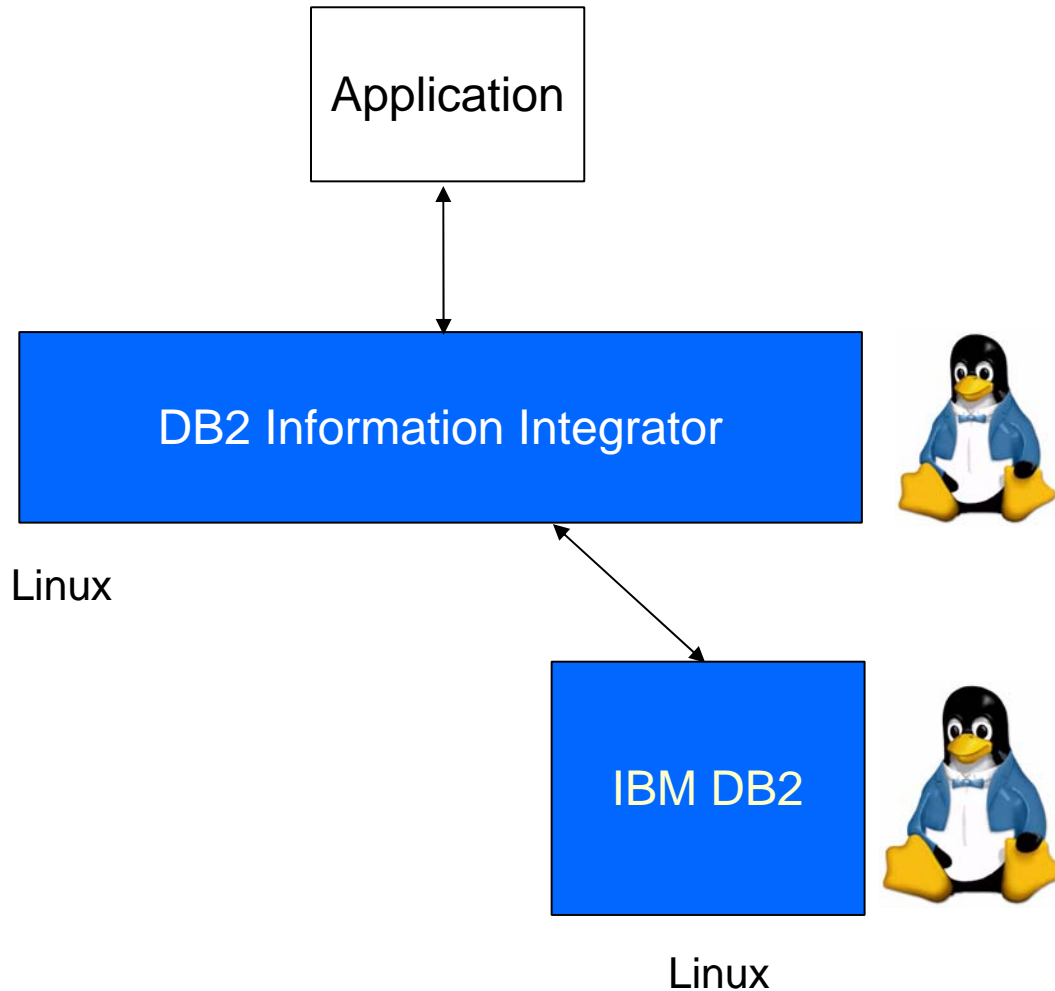 Application
DB2 Information Integrator
Linux
IBM DB2
Linux